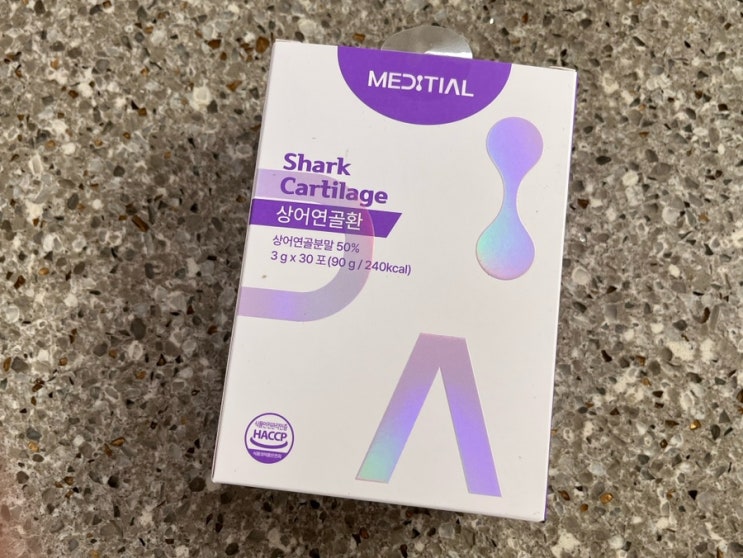 MEDITIAL
Shark
Cartilage
상어연골환
상어연골분말 50%
3 g x 30 포(90 g / 240kcal)
HACCP